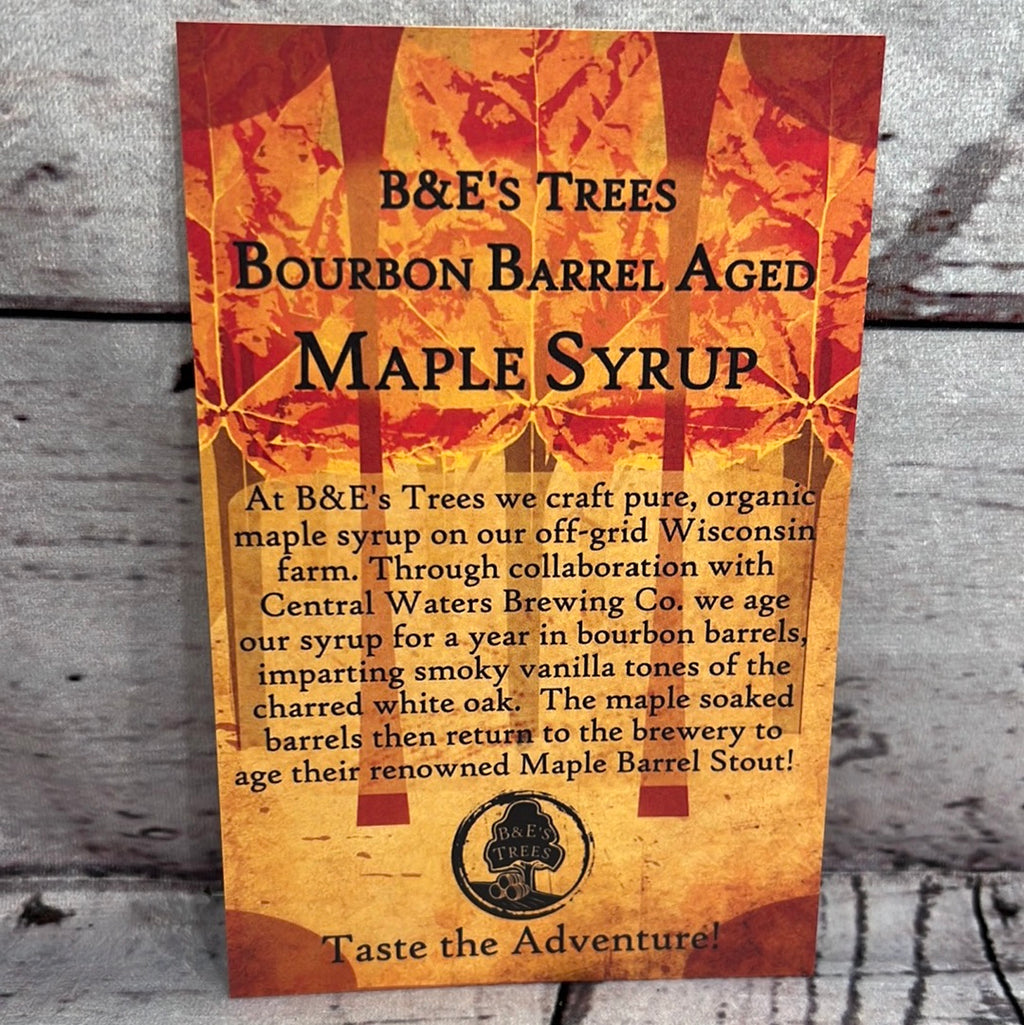 B&E's Trees
Bourbon Barrel Aged
Maple Syrup
At B&E's Trees we craft pure, organic
maple syrup on our off-grid Wisconsin
farm. Through collaboration with
Central Waters Brewing Co. we age
our syrup for a year in bourbon barrels,
imparting smoky vanilla tones of the
charred white oak. The maple soaked
barrels then return to the brewery to
age their renowned Maple Barrel Stout!
B&E's
Trees
Taste the Adventure!